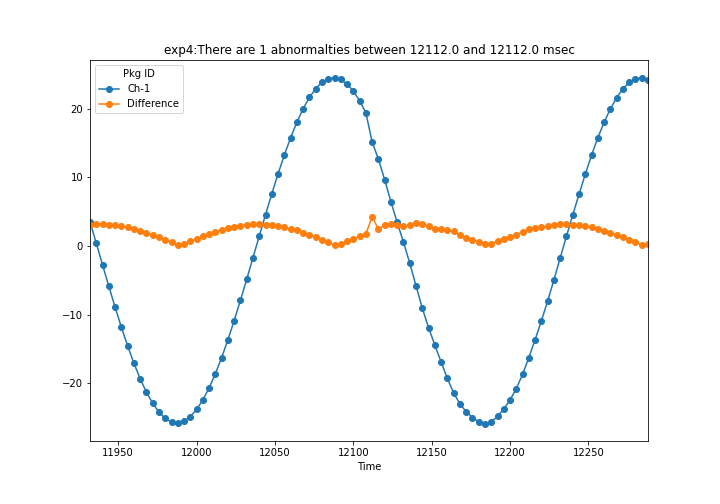 exp4:There are 1 abnormalties between 12112.0 and 12112.0 msec
Pkg ID
Ch-1
Difference
20
10
0
−10
−20
11950 12000 12050 12100 12150 12200 12250
Time